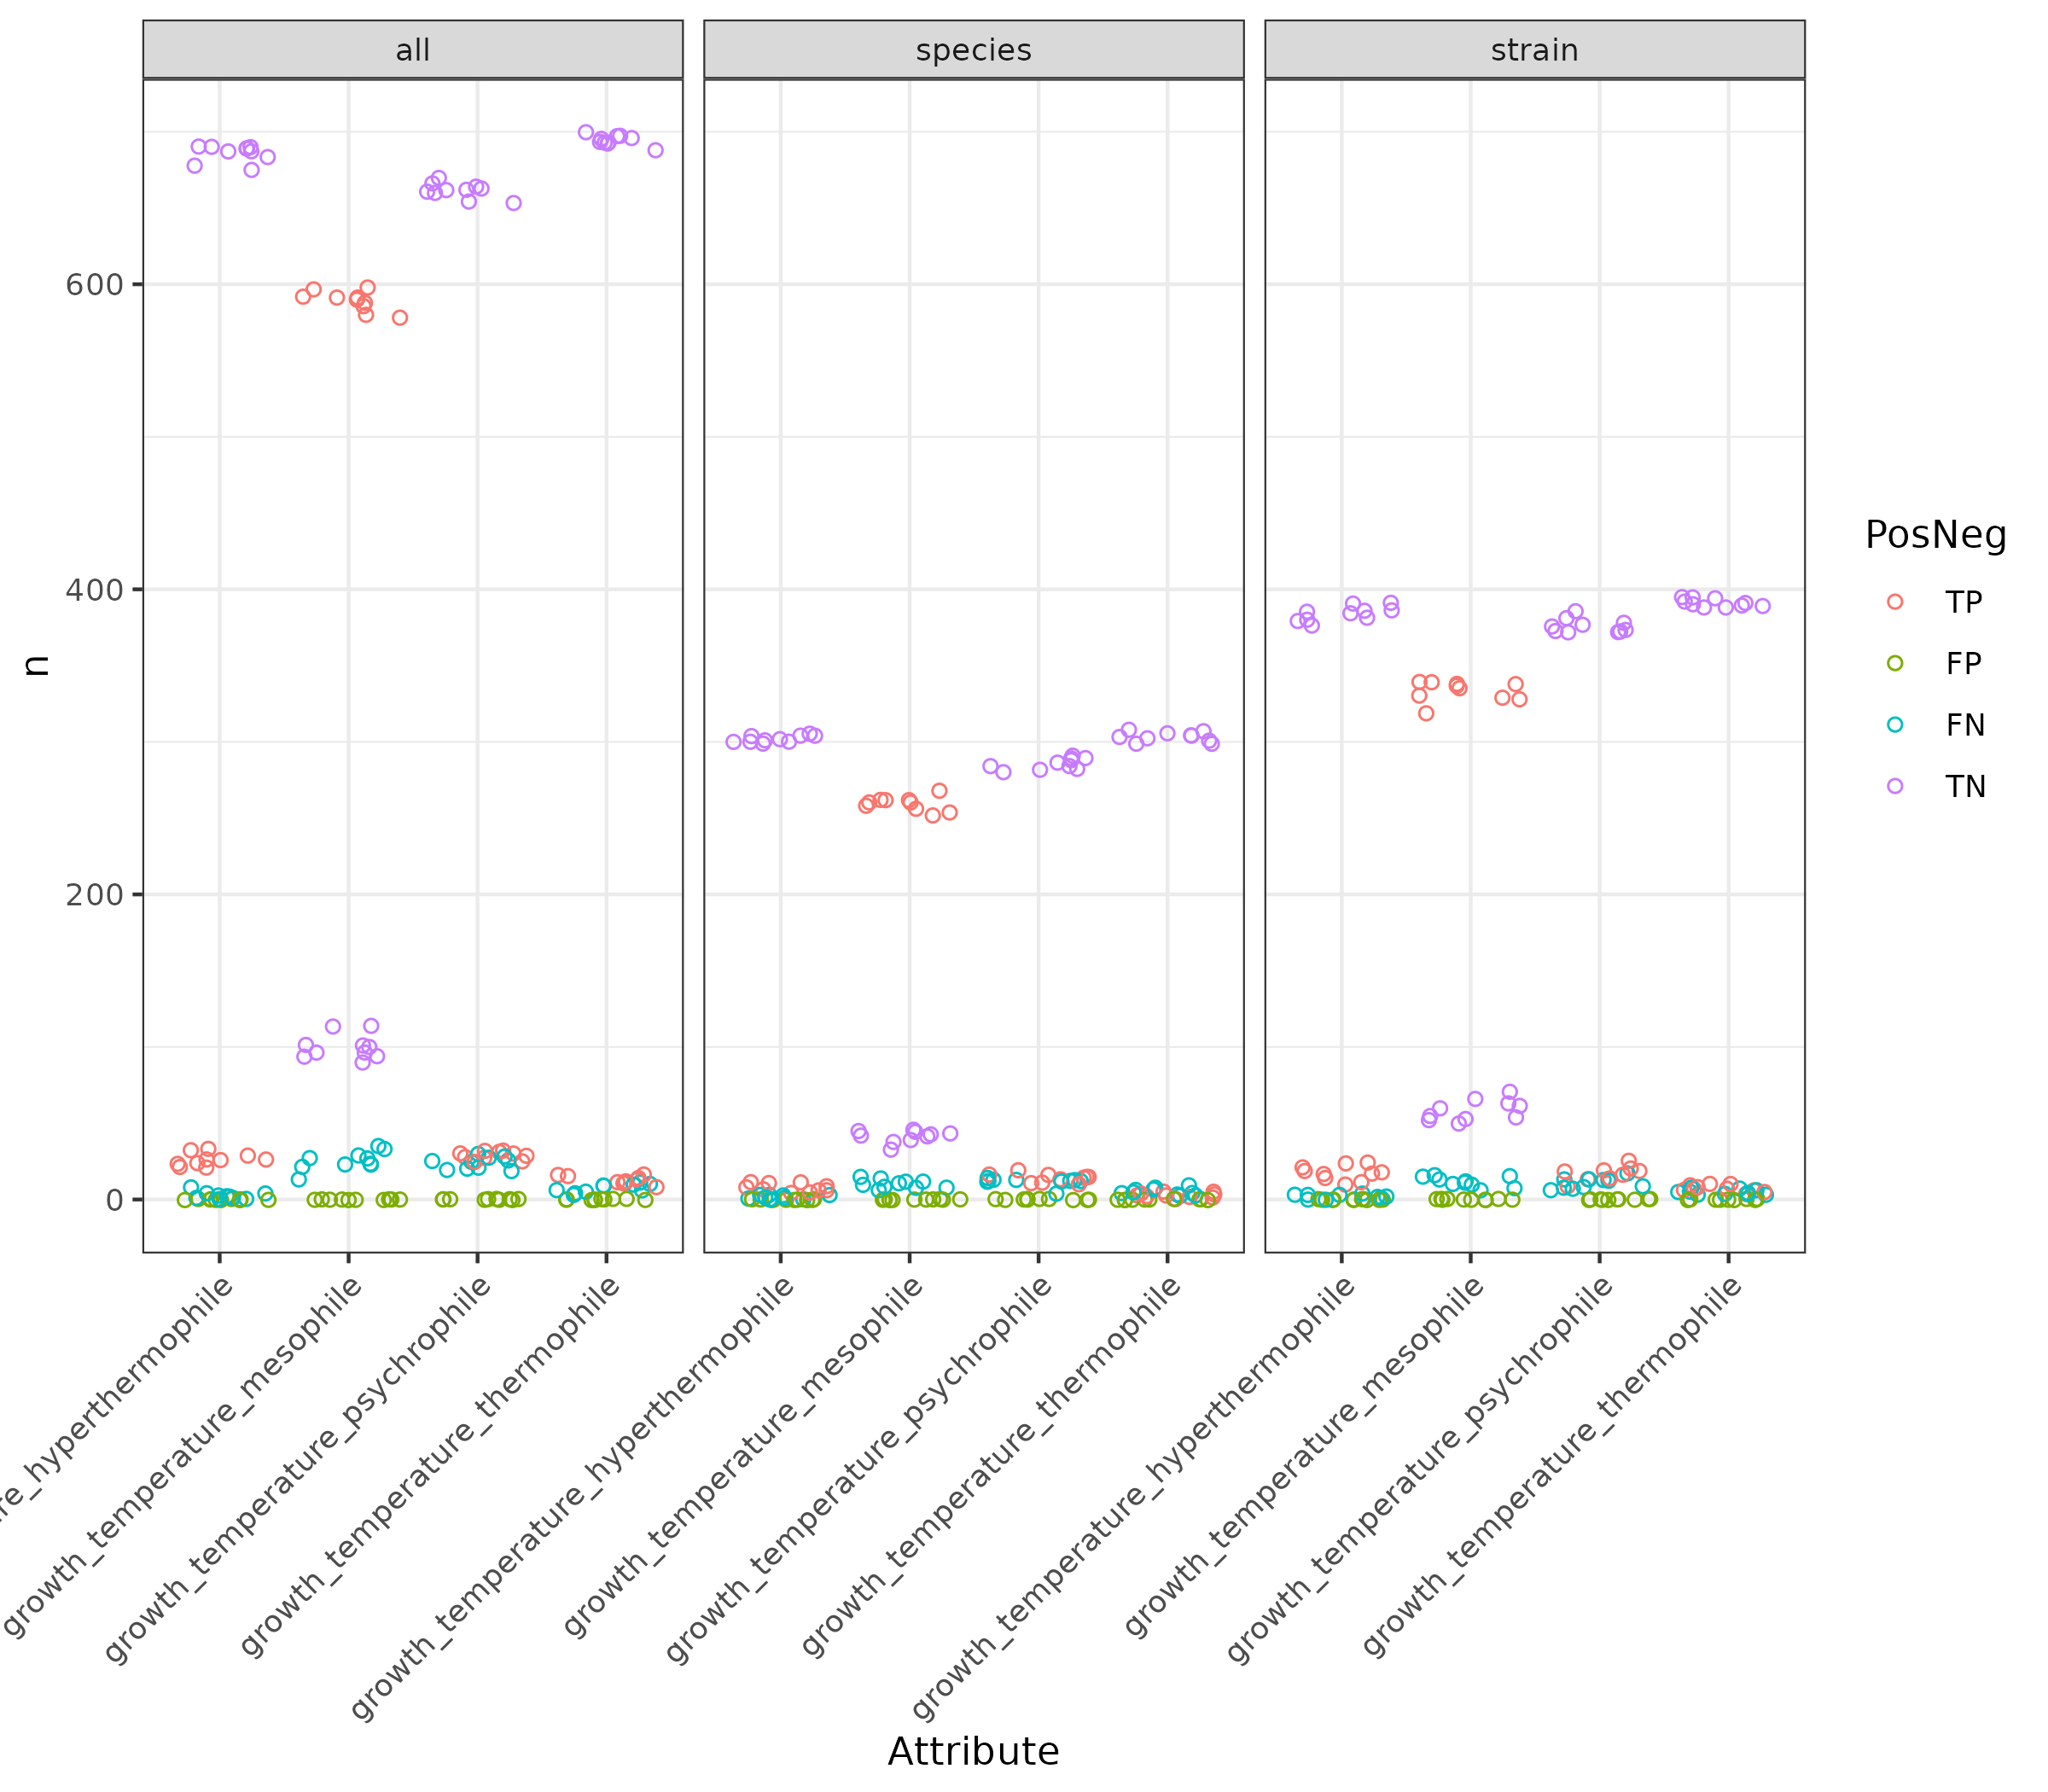 all
species
strain
n
600
400
200
0
re_hyperthermophile
growth_temperature_mesophile
growth_temperature_psychrophile
growth_temperature_thermophile
growth_temperature_hyperthermophile
growth_temperature_mesophile
growth_temperature_psychrophile
growth_temperature_thermophile
growth_temperature_hyperthermophile
growth_temperature_mesophile
growth_temperature_psychrophile
growth_temperature_thermophile
Attribute
PosNeg
TP
FP
FN
TN